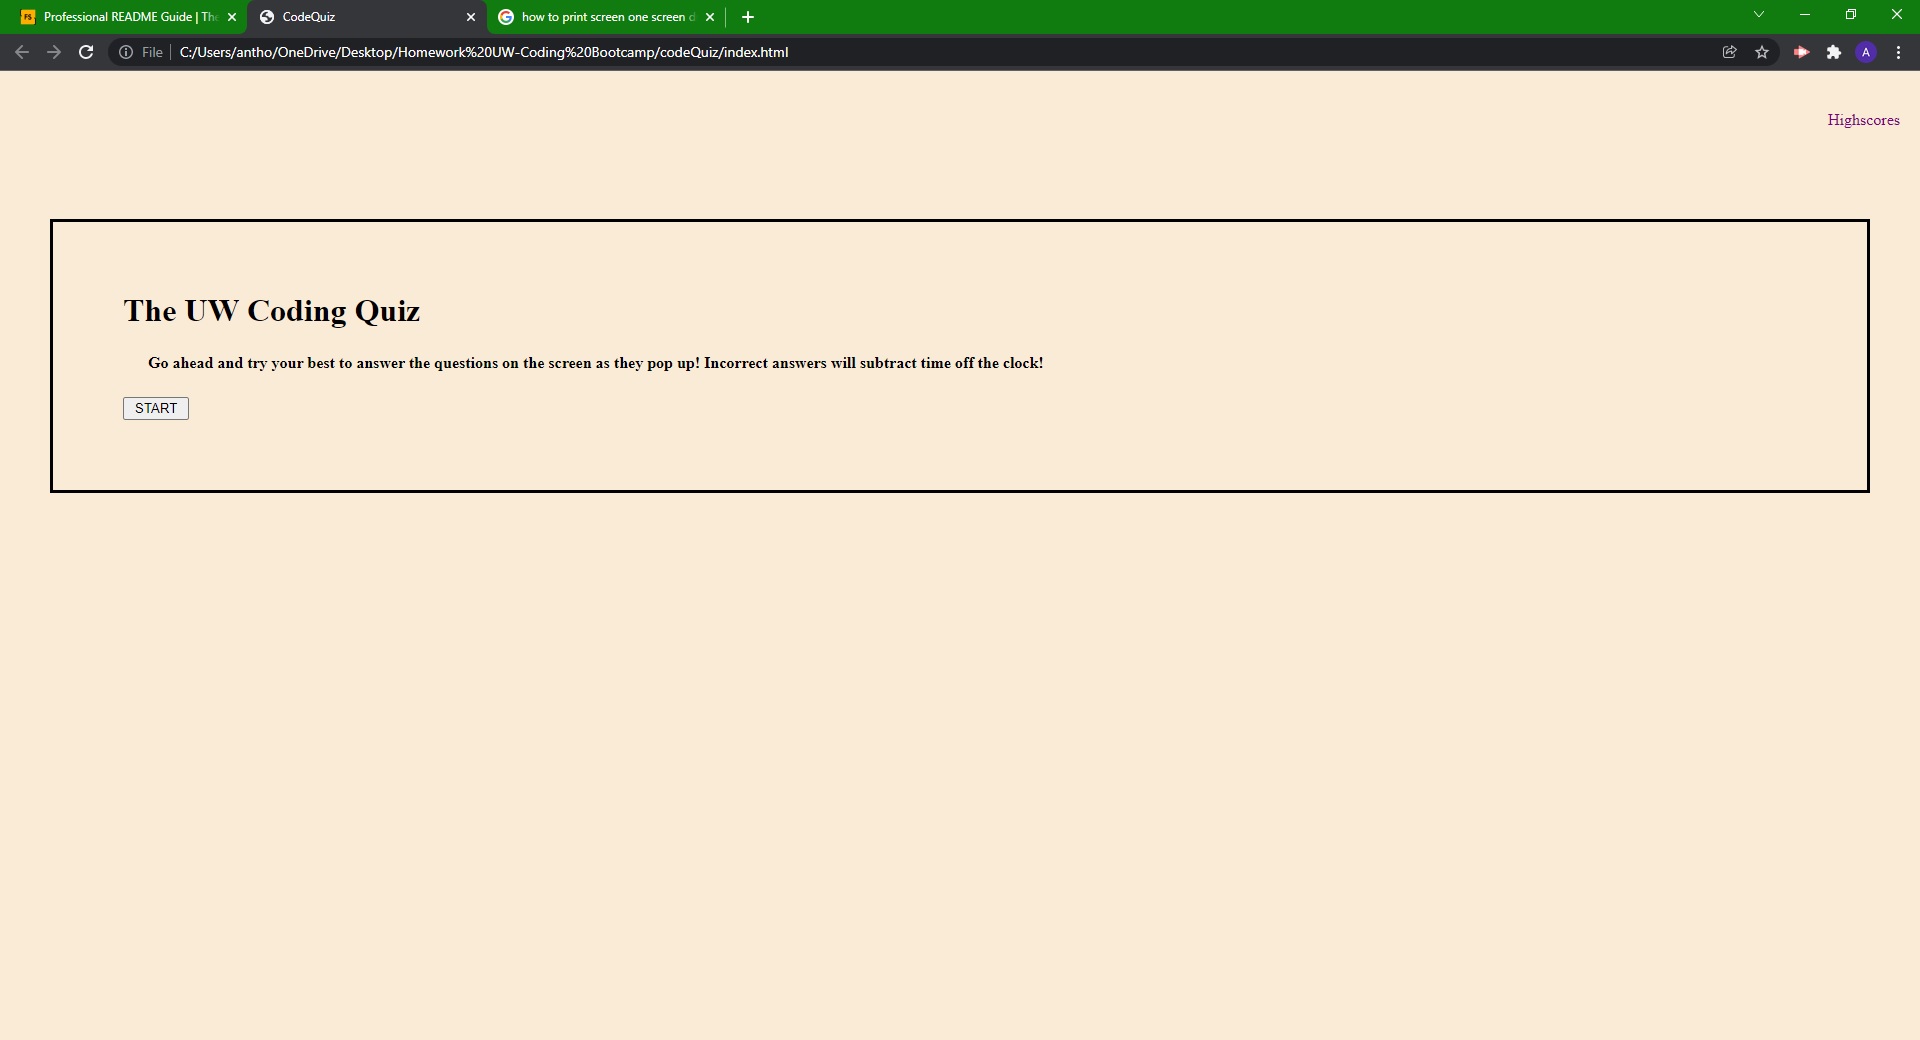 Professional README Guide | The
CodeQuiz
how to print screen one screen d
File
C:/Users/antho/OneDrive/Desktop/Homework%20UW-Coding%20Bootcamp/codeQuiz/index.html
A
Highscores
The UW Coding Quiz
Go ahead and try your best to answer the questions on the screen as they pop up! Incorrect answers will subtract time off the clock!
START